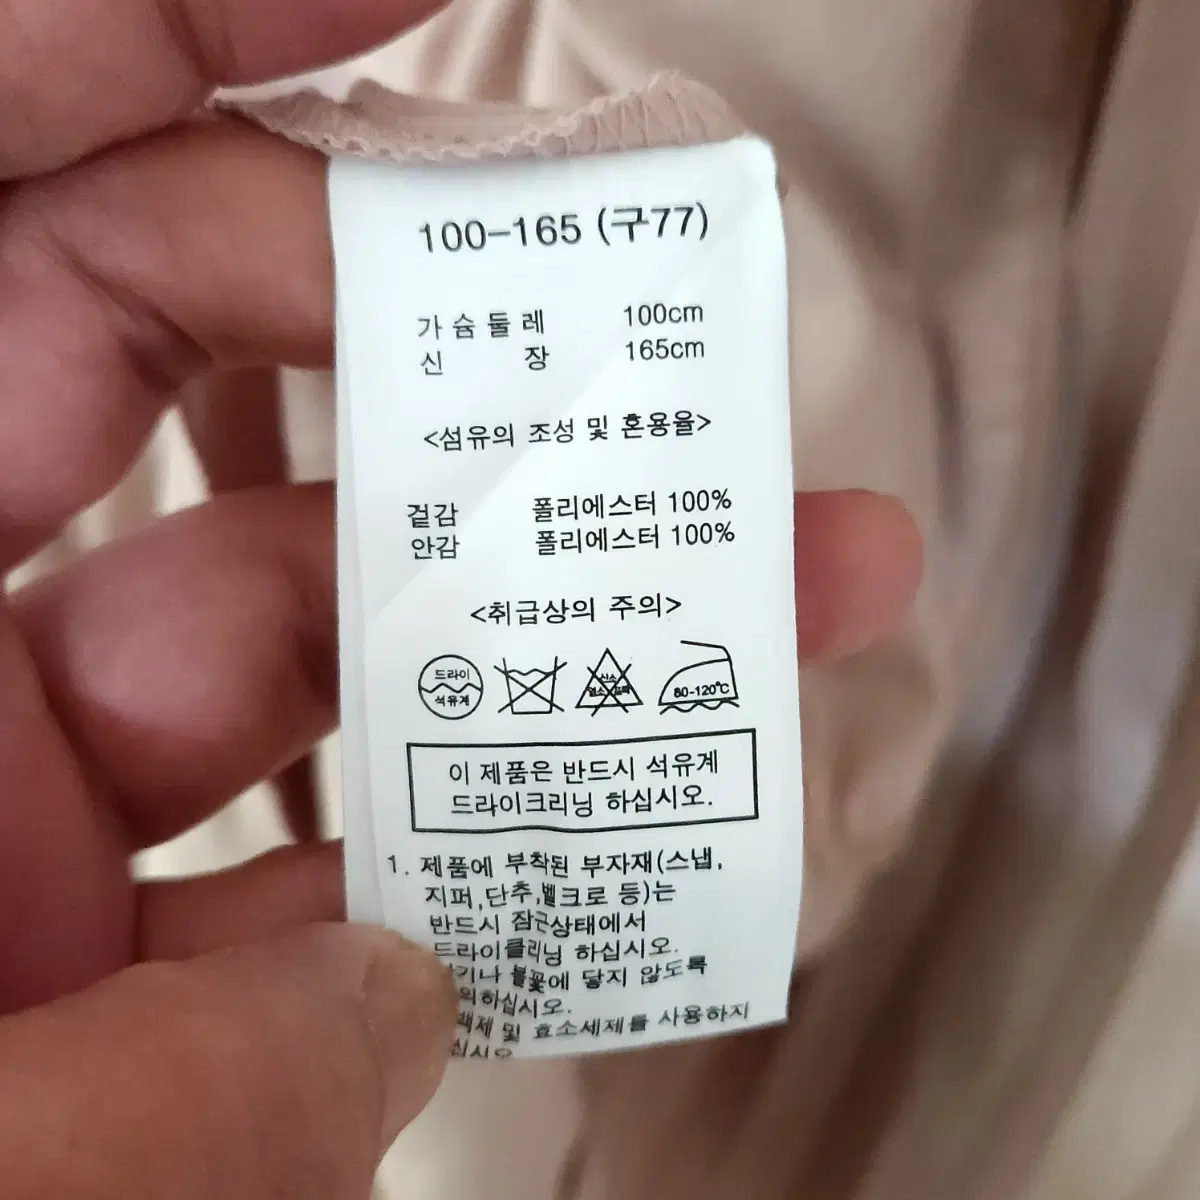 100-165 (구77)
가 슴 둘 레 100cm
신 장 165cm
<섬유의 조성 및 혼용율>
겉감 폴리에스터 100%
안감 폴리에스터 100%
<취급상의 주의>
드라이
석유계
80-120℃
이 제품은 반드시 석유계
드라이크리닝 하십시오.
1. 제품에 부착된 부자재(스냅,
지퍼,단추,벨크로 등)는
반드시 잠근상태에서
드라이클리닝 하십시오.
불꽃에 닿지 않도록
및 효소세제를 사용하지